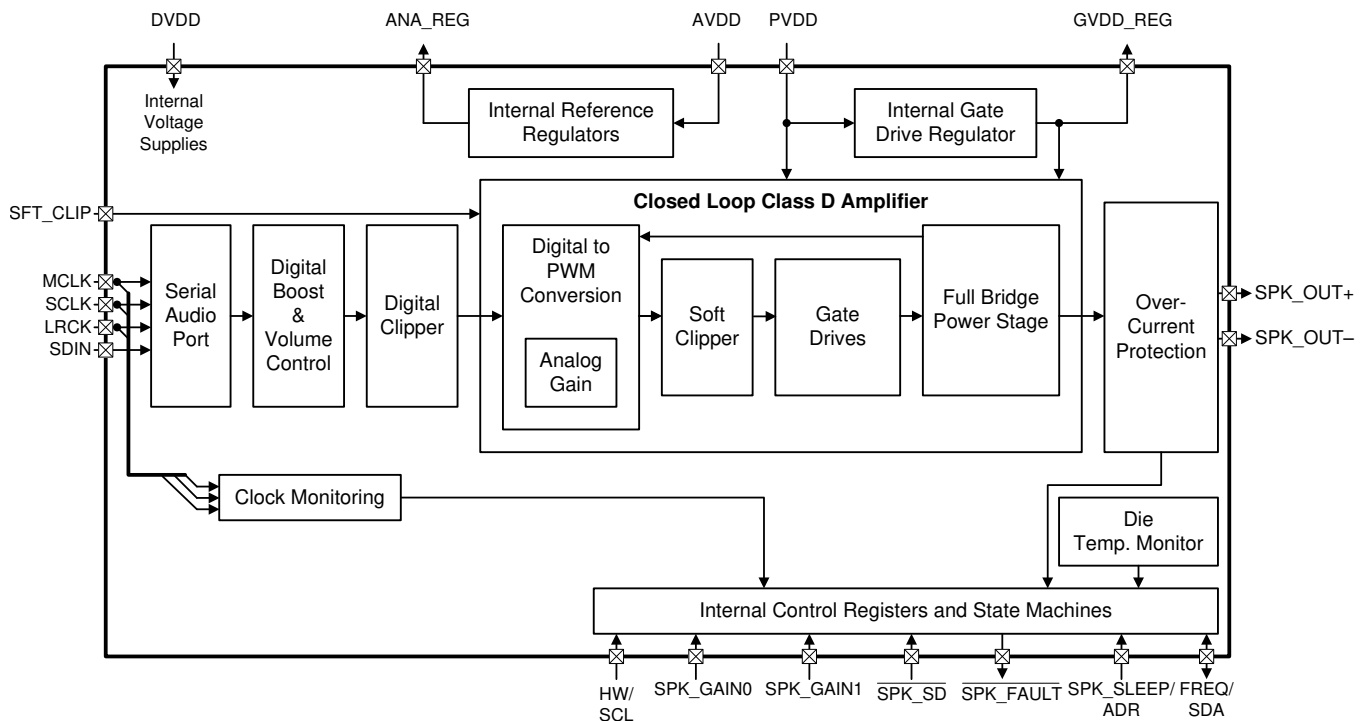 DVDD
ANA_REG
AVDD
PVDD
GVDD_REG
Internal
Voltage
Supplies
Internal Reference
Regulators
Internal Gate
Drive Regulator
Closed Loop Class D Amplifier
SFT_CLIP
MCLK
SCLK
LRCK
SDIN
Serial
Audio
Port
Digital
Boost
&
Volume
Control
Digital
Clipper
Digital to
PWM
Conversion
Analog
Gain
Soft
Clipper
Gate
Drives
Full Bridge
Power Stage
Over-
Current
Protection
SPK_OUT+
SPK_OUT–
Clock Monitoring
Die
Temp. Monitor
Internal Control Registers and State Machines
HW/
SCL
SPK_GAIN0
SPK_GAIN1
SPK_SD
SPK_FAULT
SPK_SLEEP/
ADR
FREQ/
SDA